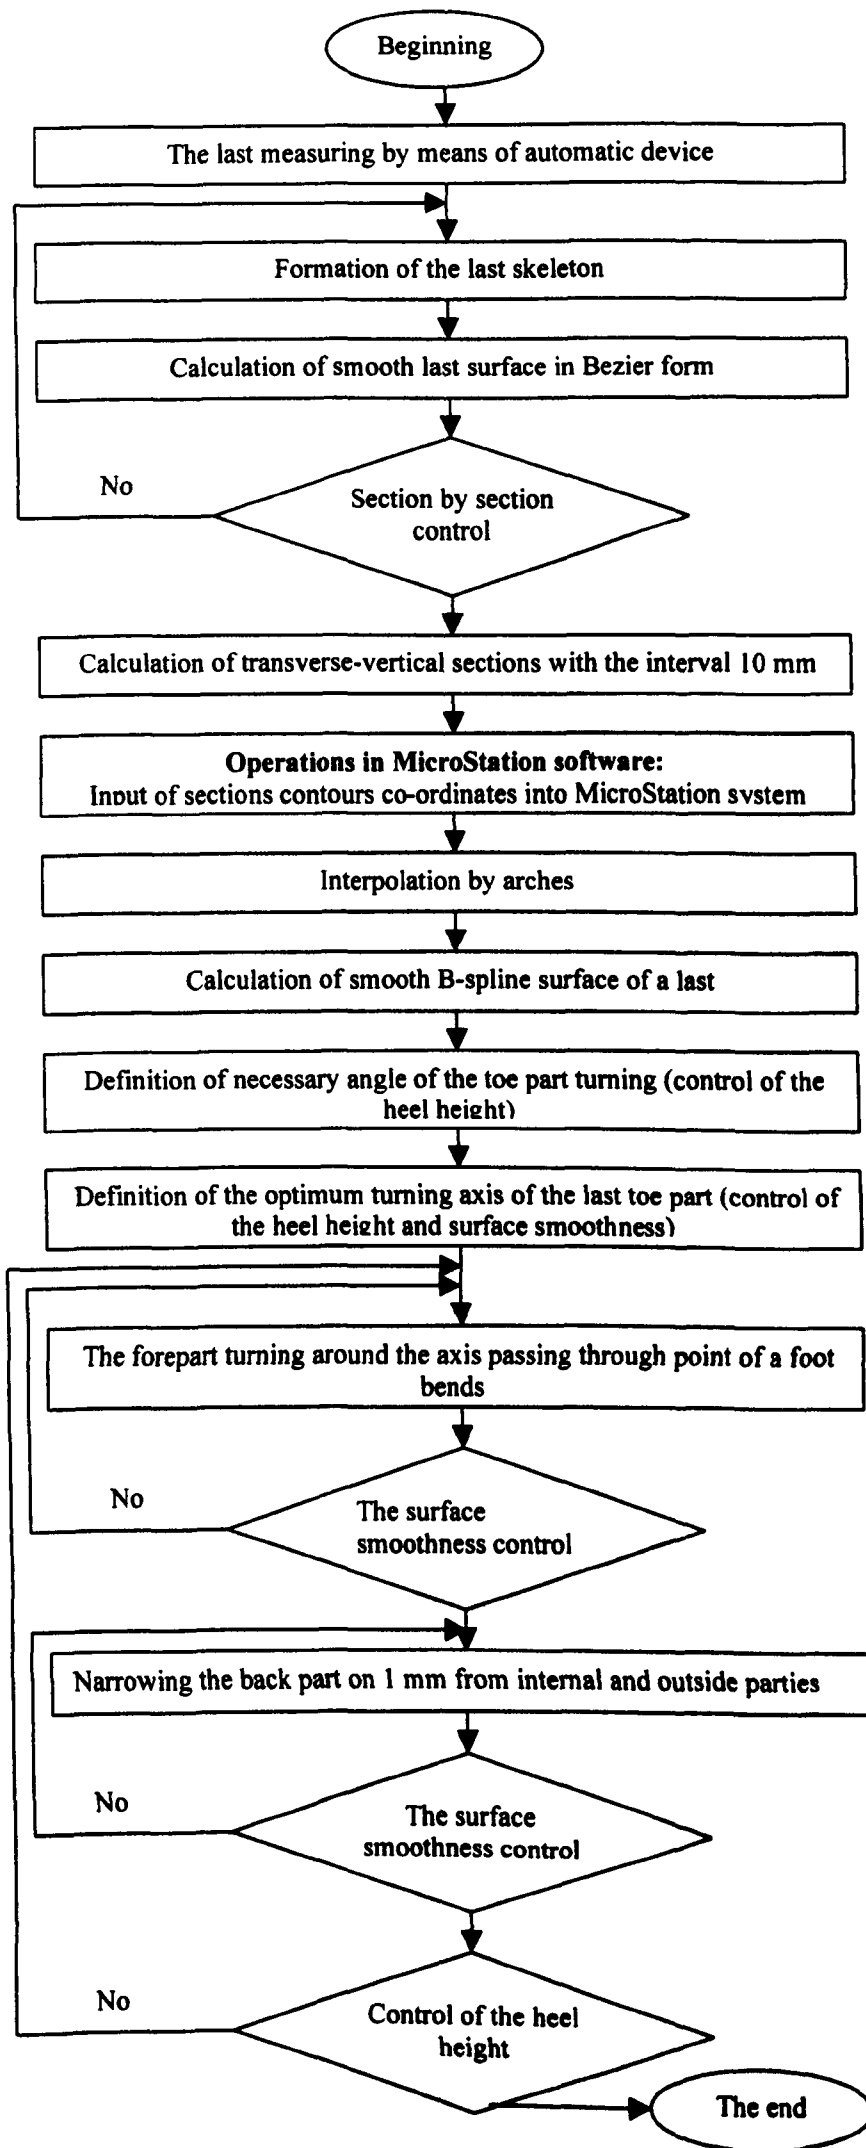 Beginning
The last measuring by means of automatic device
Formation of the last skeleton
Calculation of smooth last surface in Bezier form
No
Section by section
control
Calculation of transverse-vertical sections with the interval 10 mm
Operations in MicroStation software:
Input of sections contours co-ordinates into MicroStation system
Interpolation by arches
Calculation of smooth B-spline surface of a last
Definition of necessary angle of the toe part turning (control of the
heel height)
Definition of the optimum turning axis of the last toe part (control of
the heel height and surface smoothness)
The forepart turning around the axis passing through point of a foot
bends
No
The surface
smoothness control
Narrowing the back part on 1 mm from internal and outside parties
No
The surface
smoothness control
No
Control of the heel
height
The end